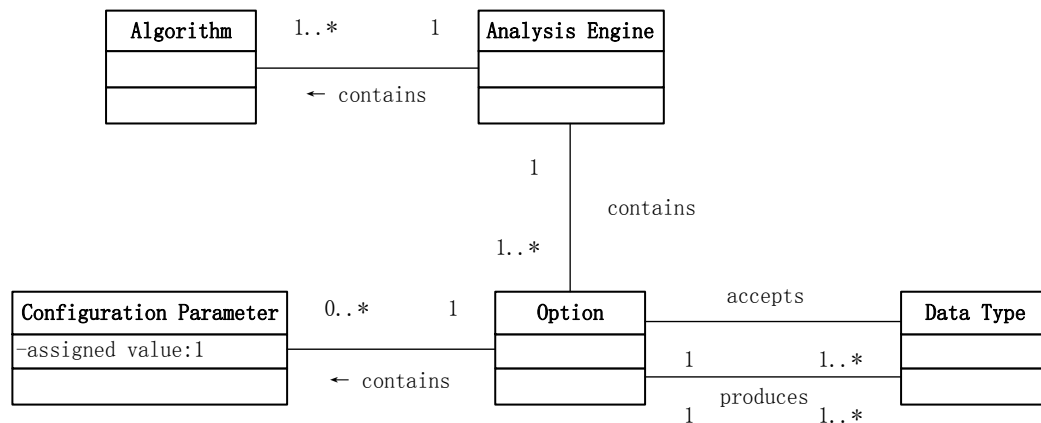 Algorithm
1..*
1
Analysis Engine
← contains
1
contains
1..*
Configuration Parameter
-assigned value:1
0..*
1
← contains
Option
accepts
1
1..*
produces
1
1..*
Data Type